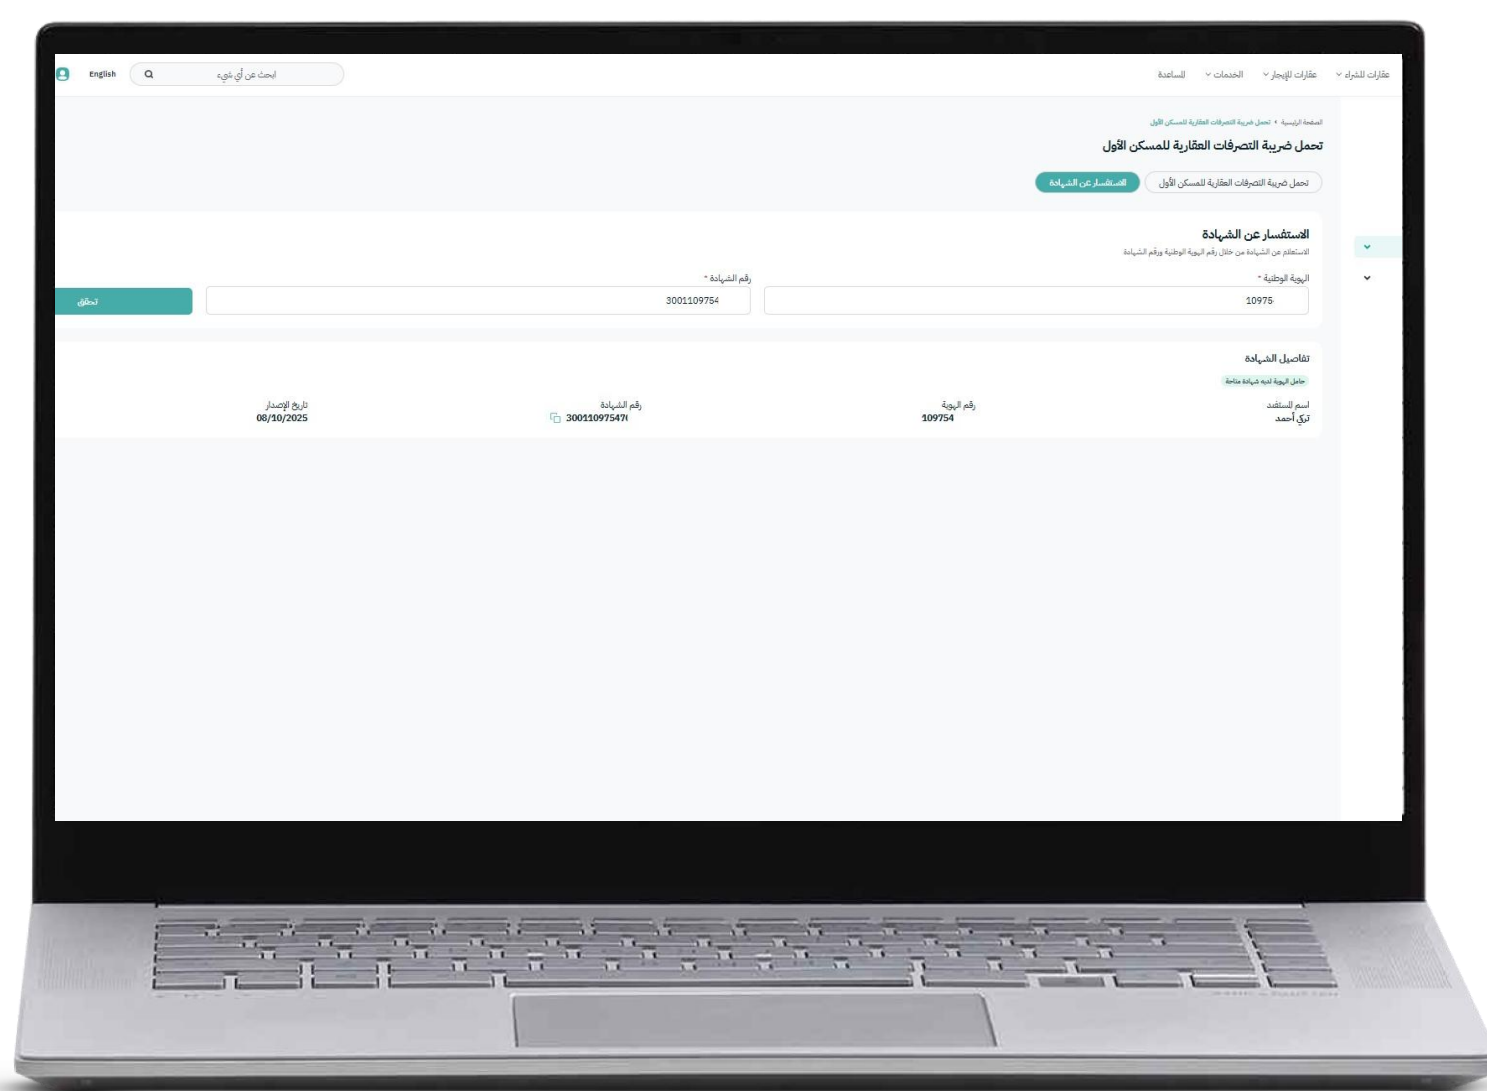 عقارات للشراء
عقارات للإيجار
الخدمات
المساعدة
ابحث عن أي شيء
English
الصفحة الرئيسية › تحمل ضريبة التصرفات العقارية للمسكن الأول
تحمل ضريبة التصرفات العقارية للمسكن الأول
تحمل ضريبة التصرفات العقارية للمسكن الأول
الاستفسار عن الشهادة
الاستفسار عن الشهادة
الاستعلام عن الشهادة من خلال رقم الهوية الوطنية ورقم الشهادة
الهوية الوطنية *
رقم الشهادة *
10975
3001109754
تحقق
تفاصيل الشهادة
حامل الهوية لديه شهادة متاحة
اسم المستفيد
رقم الهوية
رقم الشهادة
تاريخ الإصدار
تركي أحمد
109754
30011097547
08/10/2025